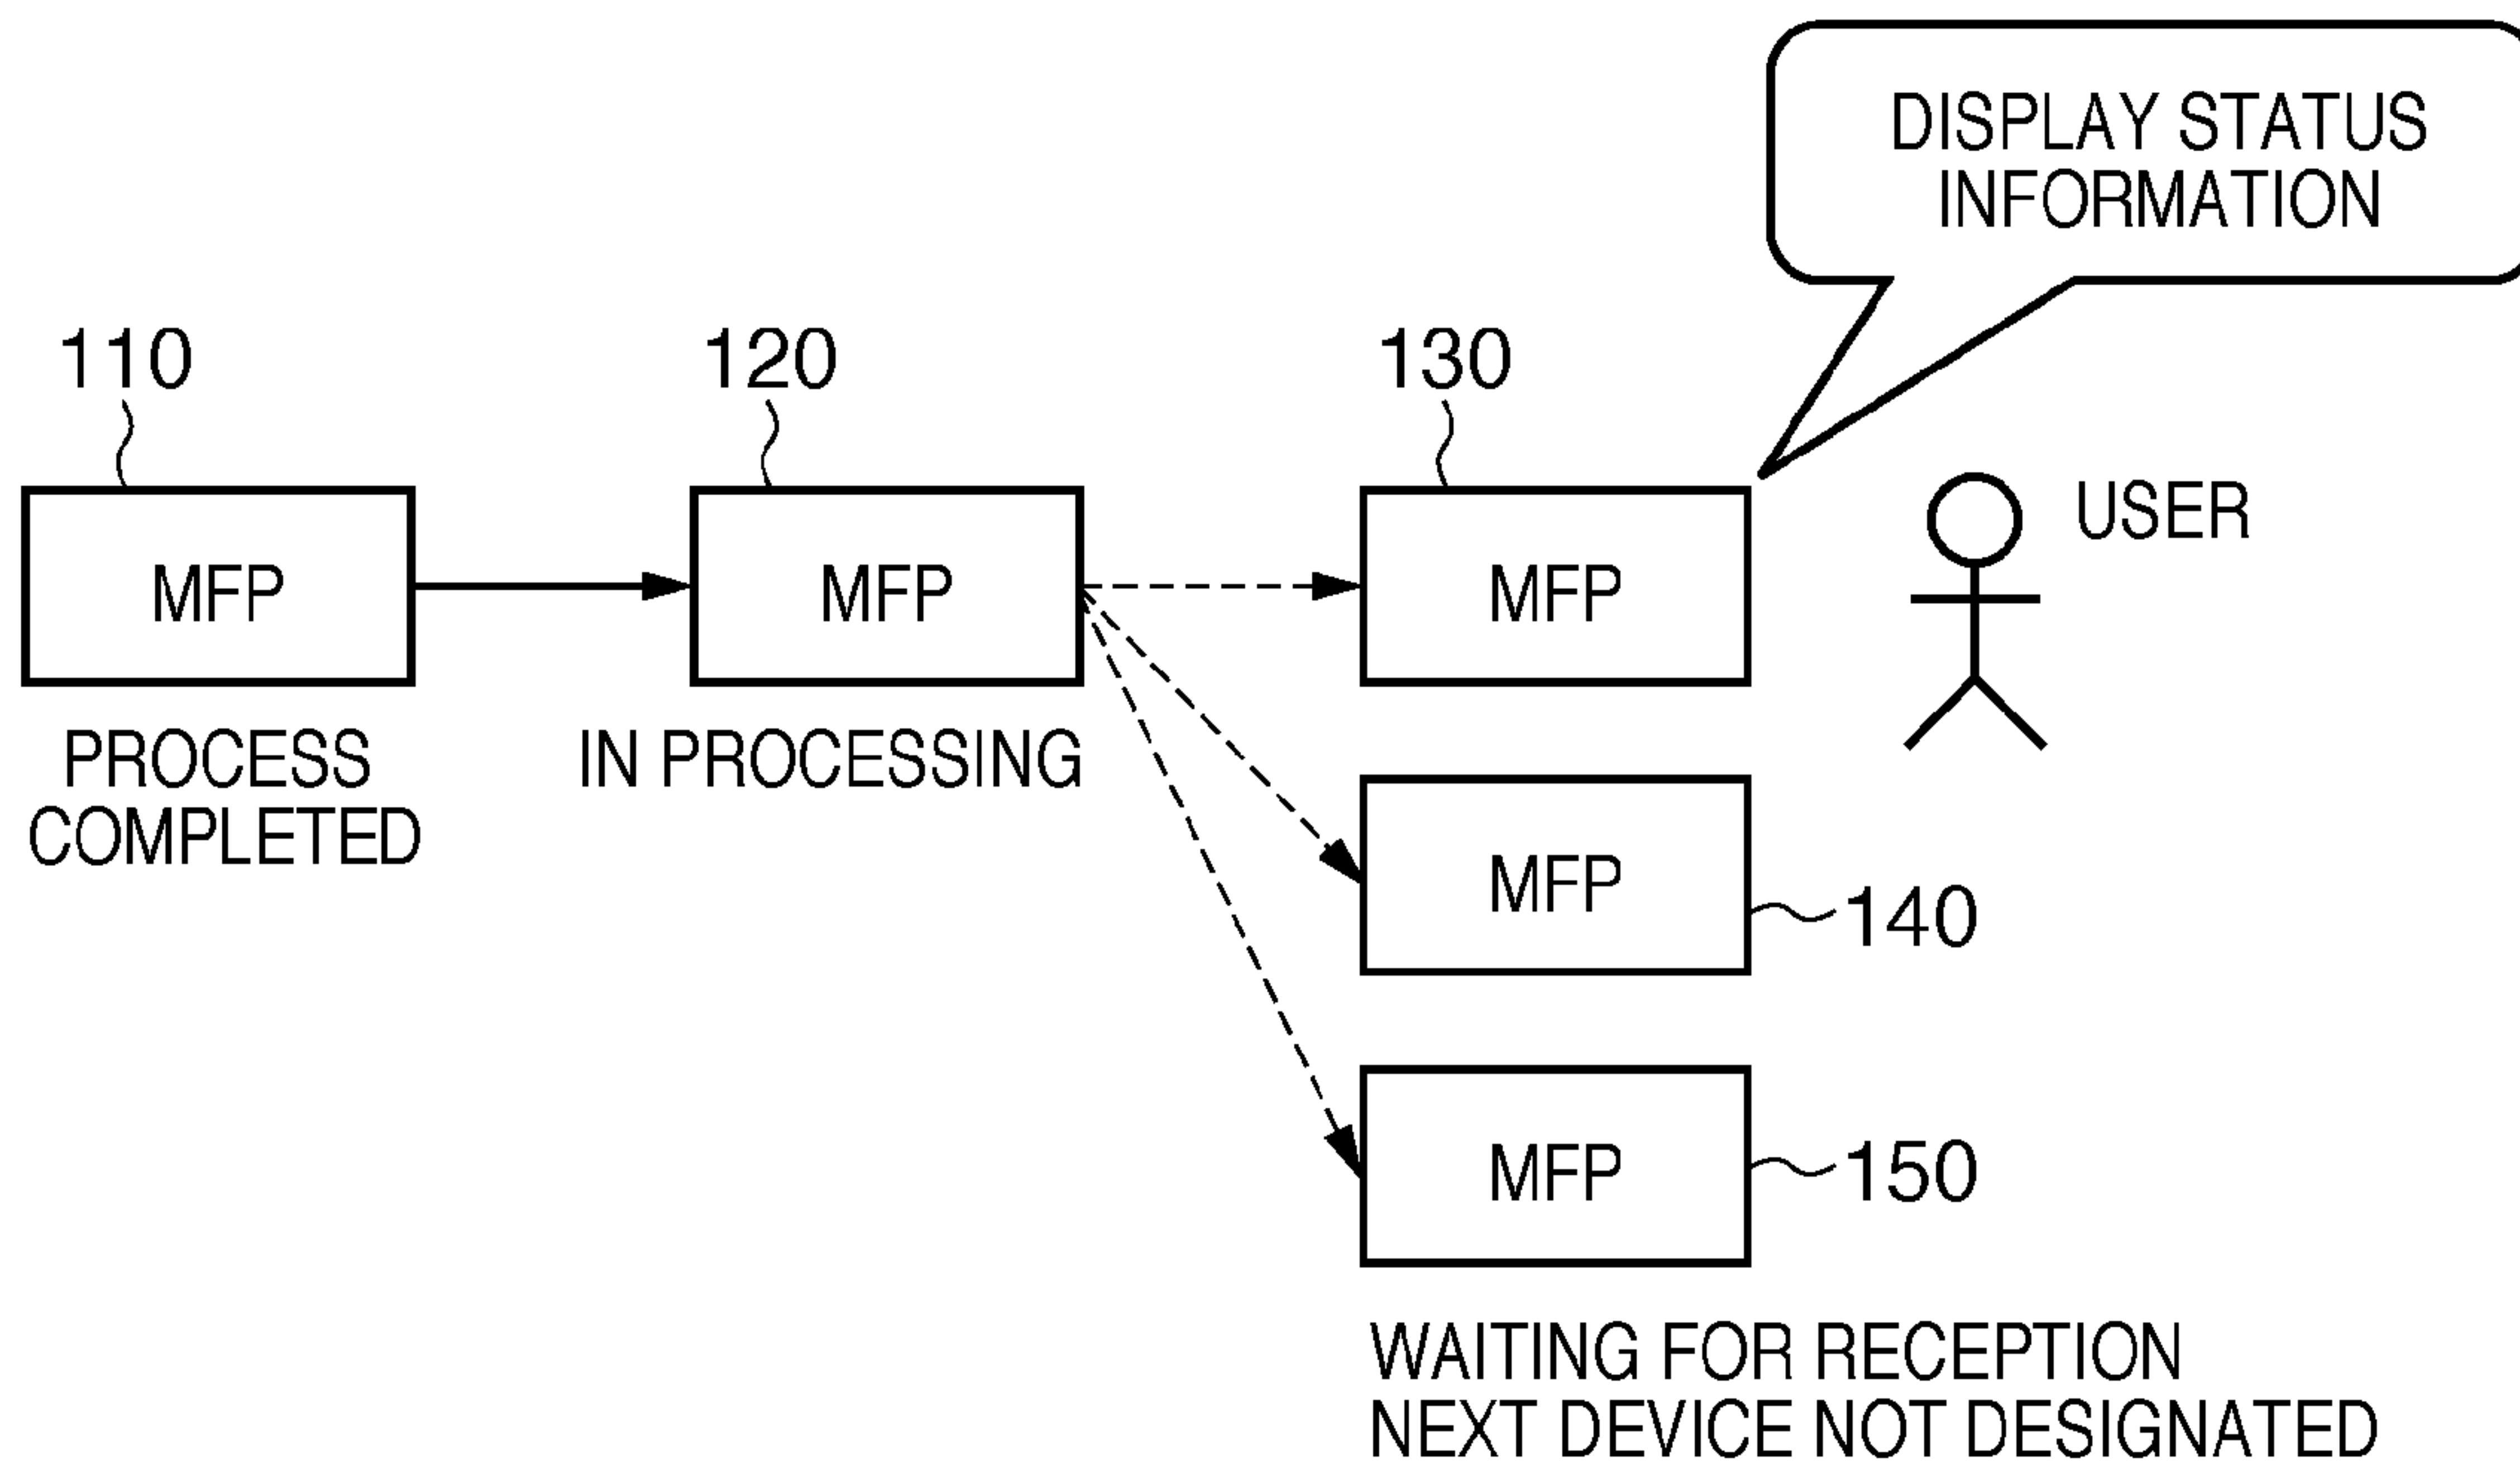 DISPLAY STATUS
INFORMATION
110
120
130
MFP
MFP
MFP
USER
PROCESS
COMPLETED
IN PROCESSING
MFP
140
MFP
150
WAITING FOR RECEPTION
NEXT DEVICE NOT DESIGNATED